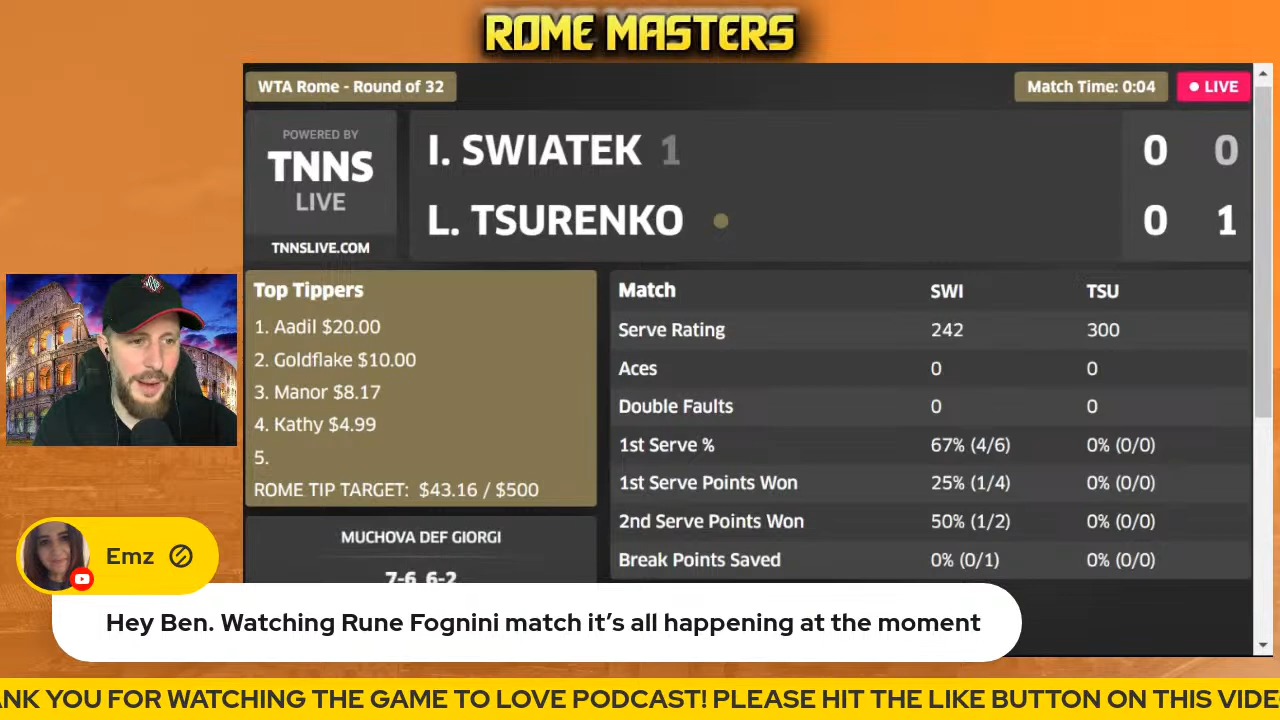 ROME MASTERS
WTA Rome - Round of 32
Match Time: 0:04
LIVE
POWERED BY
TNNS
LIVE
TNNSLIVE.COM
I. SWIATEK 1 0 0
L. TSURENKO 0 1
Top Tippers
1. Aadil $20.00
2. Goldflake $10.00
3. Manor $8.17
4. Kathy $4.99
5.
ROME TIP TARGET: $43.16 / $500
MUCHOVA DEF GIORGI
7-6 6-2
Match SWI TSU
Serve Rating 242 300
Aces 0 0
Double Faults 0 0
1st Serve % 67% (4/6) 0% (0/0)
1st Serve Points Won 25% (1/4) 0% (0/0)
2nd Serve Points Won 50% (1/2) 0% (0/0)
Break Points Saved 0% (0/1) 0% (0/0)
Emz
Hey Ben. Watching Rune Fognini match it’s all happening at the moment
ANK YOU FOR WATCHING THE GAME TO LOVE PODCAST! PLEASE HIT THE LIKE BUTTON ON THIS VIDE